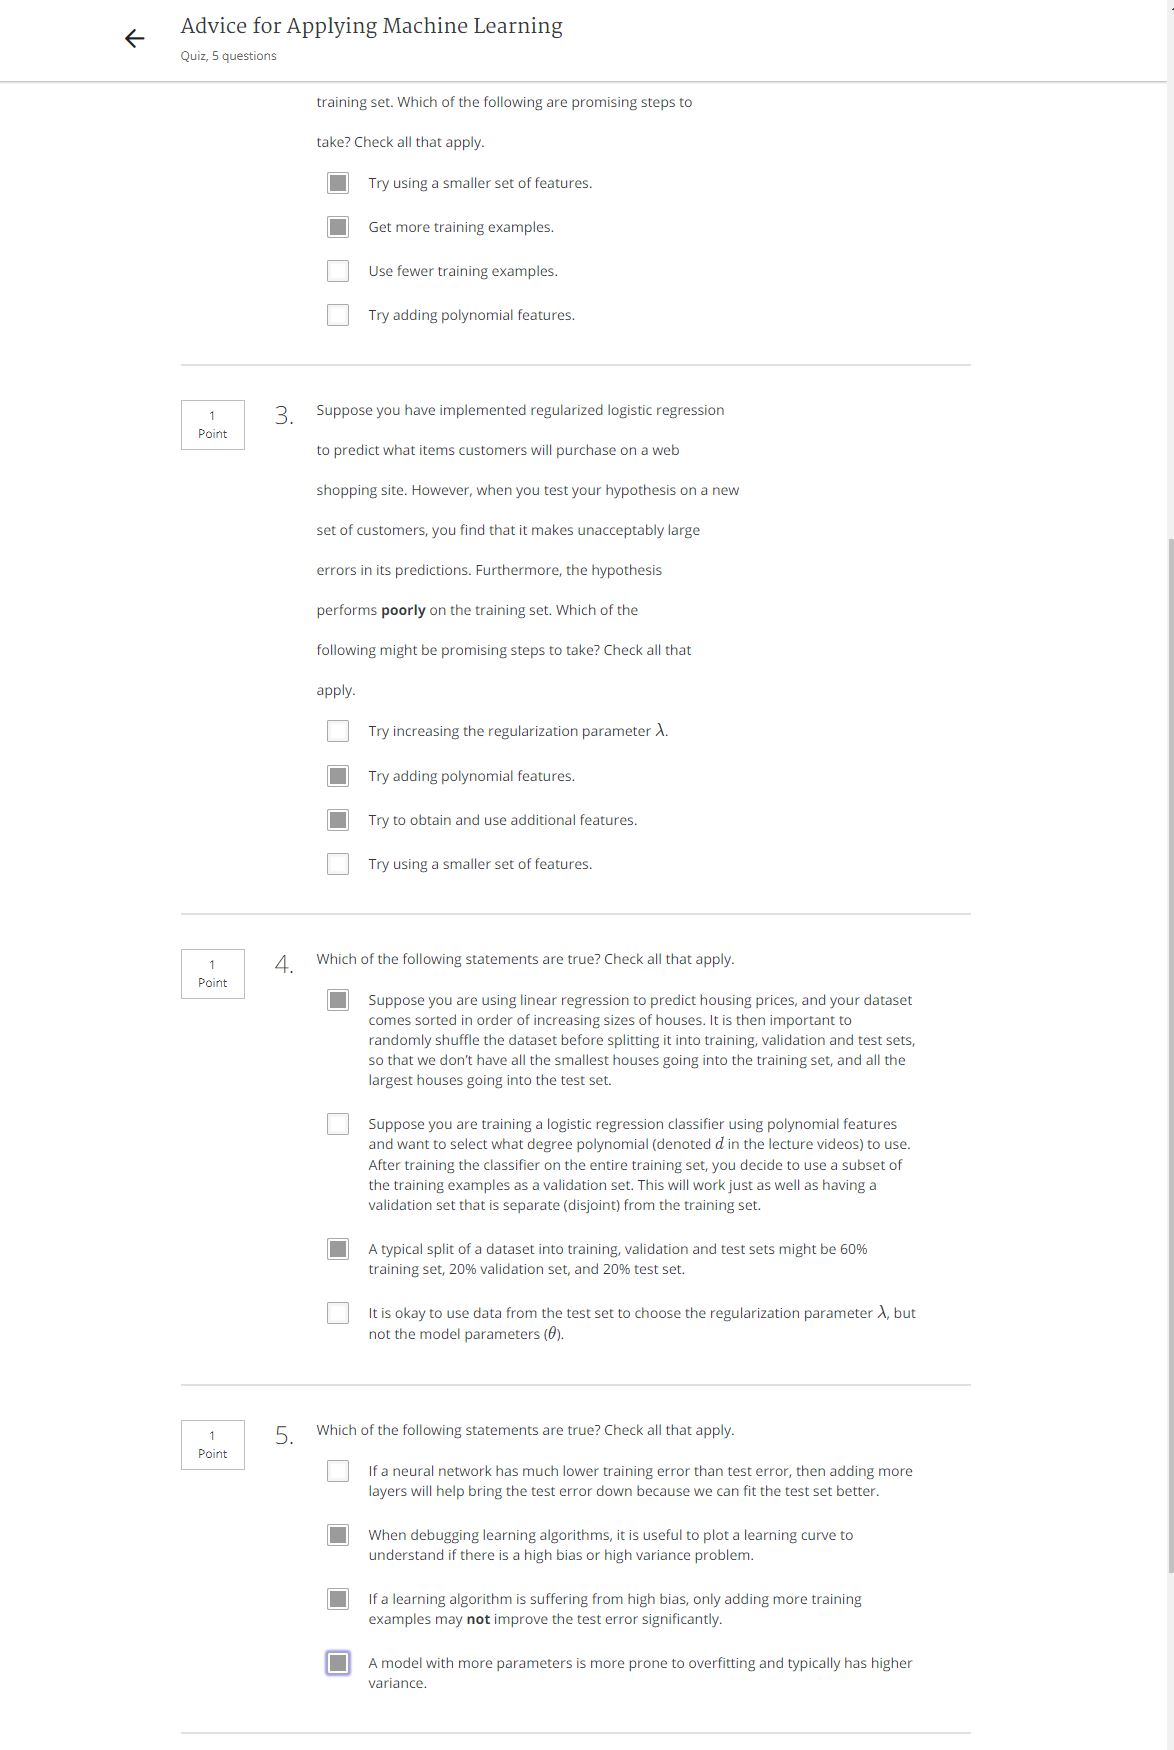 Advice for Applying Machine Learning
Quiz, 5 questions
training set. Which of the following are promising steps to
take? Check all that apply.
Try using a smaller set of features.
Get more training examples.
Use fewer training examples.
Try adding polynomial features.
1
Point
3.
Suppose you have implemented regularized logistic regression
to predict what items customers will purchase on a web
shopping site. However, when you test your hypothesis on a new
set of customers, you find that it makes unacceptably large
errors in its predictions. Furthermore, the hypothesis
performs poorly on the training set. Which of the
following might be promising steps to take? Check all that
apply.
Try increasing the regularization parameter λ.
Try adding polynomial features.
Try to obtain and use additional features.
Try using a smaller set of features.
1
Point
4.
Which of the following statements are true? Check all that apply.
Suppose you are using linear regression to predict housing prices, and your dataset
comes sorted in order of increasing sizes of houses. It is then important to
randomly shuffle the dataset before splitting it into training, validation and test sets,
so that we don't have all the smallest houses going into the training set, and all the
largest houses going into the test set.
Suppose you are training a logistic regression classifier using polynomial features
and want to select what degree polynomial (denoted d in the lecture videos) to use.
After training the classifier on the entire training set, you decide to use a subset of
the training examples as a validation set. This will work just as well as having a
validation set that is separate (disjoint) from the training set.
A typical split of a dataset into training, validation and test sets might be 60%
training set, 20% validation set, and 20% test set.
It is okay to use data from the test set to choose the regularization parameter λ, but
not the model parameters (θ).
1
Point
5.
Which of the following statements are true? Check all that apply.
If a neural network has much lower training error than test error, then adding more
layers will help bring the test error down because we can fit the test set better.
When debugging learning algorithms, it is useful to plot a learning curve to
understand if there is a high bias or high variance problem.
If a learning algorithm is suffering from high bias, only adding more training
examples may not improve the test error significantly.
A model with more parameters is more prone to overfitting and typically has higher
variance.